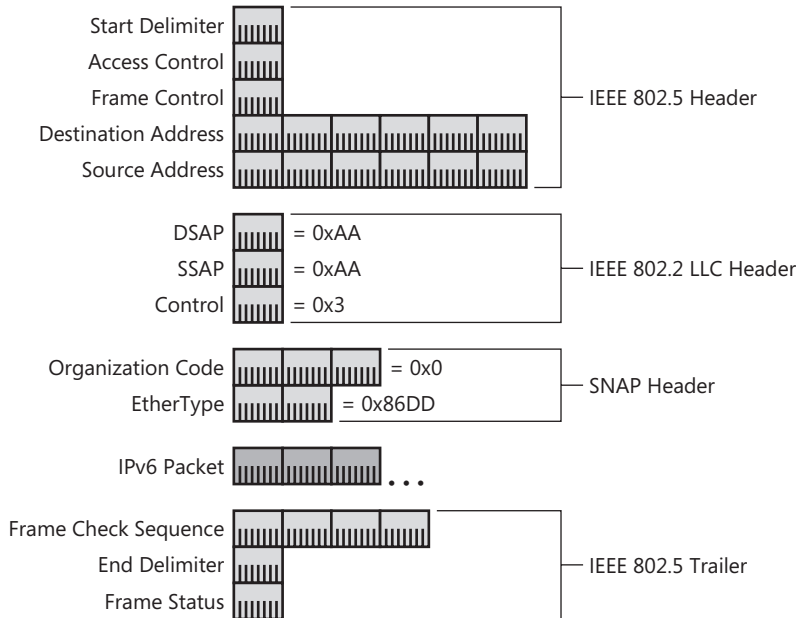 Start Delimiter
Access Control
Frame Control
IEEE 802.5 Header
Destination Address
Source Address
DSAP = 0xAA
SSAP = 0xAA
IEEE 802.2 LLC Header
Control = 0x3
Organization Code = 0x0
SNAP Header
EtherType = 0x86DD
IPv6 Packet ...
Frame Check Sequence
End Delimiter
IEEE 802.5 Trailer
Frame Status